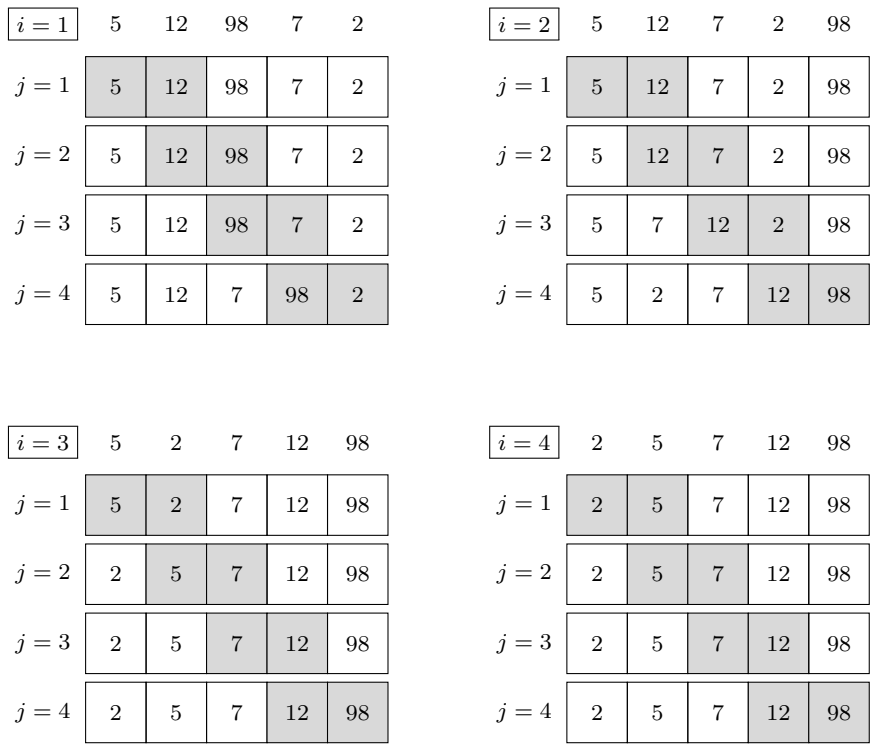 i = 1 5 12 98 7 2
j = 1 5 12 98 7 2
j = 2 5 12 98 7 2
j = 3 5 12 98 7 2
j = 4 5 12 7 98 2
i = 2 5 12 7 2 98
j = 1 5 12 7 2 98
j = 2 5 12 7 2 98
j = 3 5 7 12 2 98
j = 4 5 2 7 12 98
i = 3 5 2 7 12 98
j = 1 5 2 7 12 98
j = 2 2 5 7 12 98
j = 3 2 5 7 12 98
j = 4 2 5 7 12 98
i = 4 2 5 7 12 98
j = 1 2 5 7 12 98
j = 2 2 5 7 12 98
j = 3 2 5 7 12 98
j = 4 2 5 7 12 98